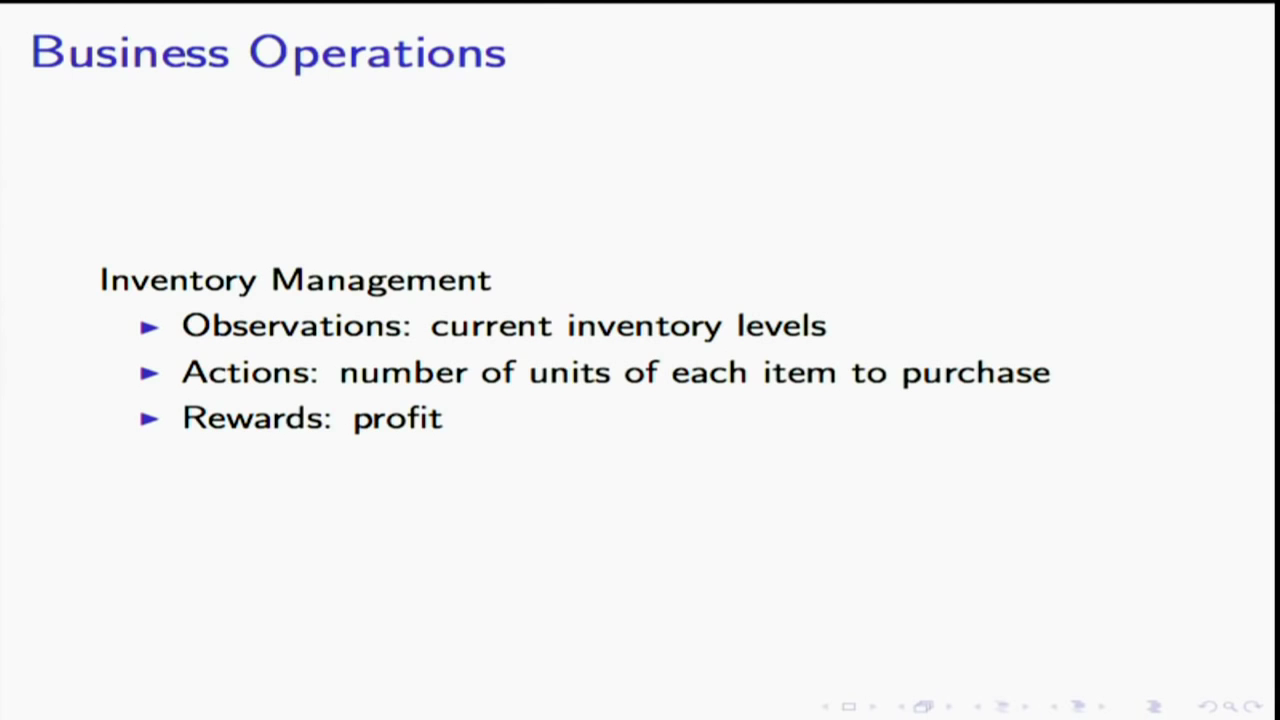 Business Operations
Inventory Management
Observations: current inventory levels
Actions: number of units of each item to purchase
Rewards: profit